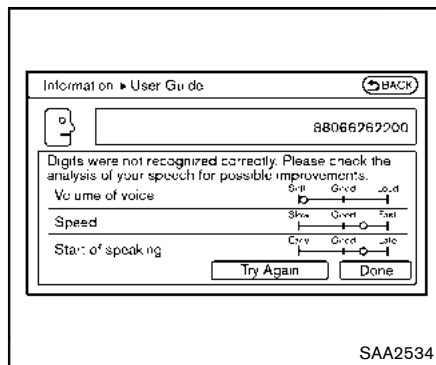 Information ▸ User Guide
BACK
88066262200
Digits were not recognized correctly. Please check the
analysis of your speech for possible improvements.
Soft Good Loud
Volume of voice
Slow Good Fast
Speed
Early Good Late
Start of speaking
Try Again Done
SAA2534